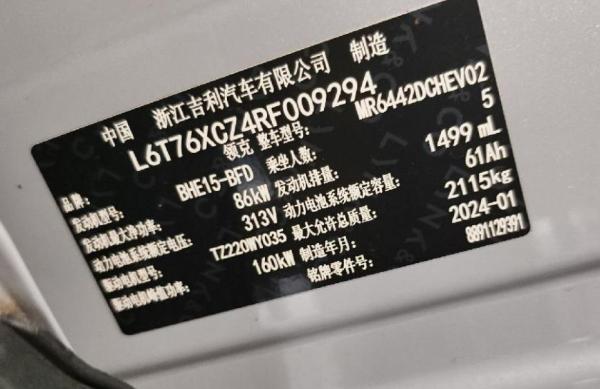 中国 浙江吉利汽车有限公司 制造
L6T76XCZ4RF009294
品牌： 领克 整车型号： MR6442DCHEV02
发动机型号： BHE15-BFD 乘坐人数： 5
发动机最大净功率： 86kW 发动机排量： 1499 mL
动力电池系统额定电压： 313V 动力电池系统额定容量： 61Ah
驱动电机型号： TZ220WY035 最大允许总质量： 2115kg
驱动电机峰值功率： 160kW 制造年月： 2024-01
铭牌零件号： 8891129391